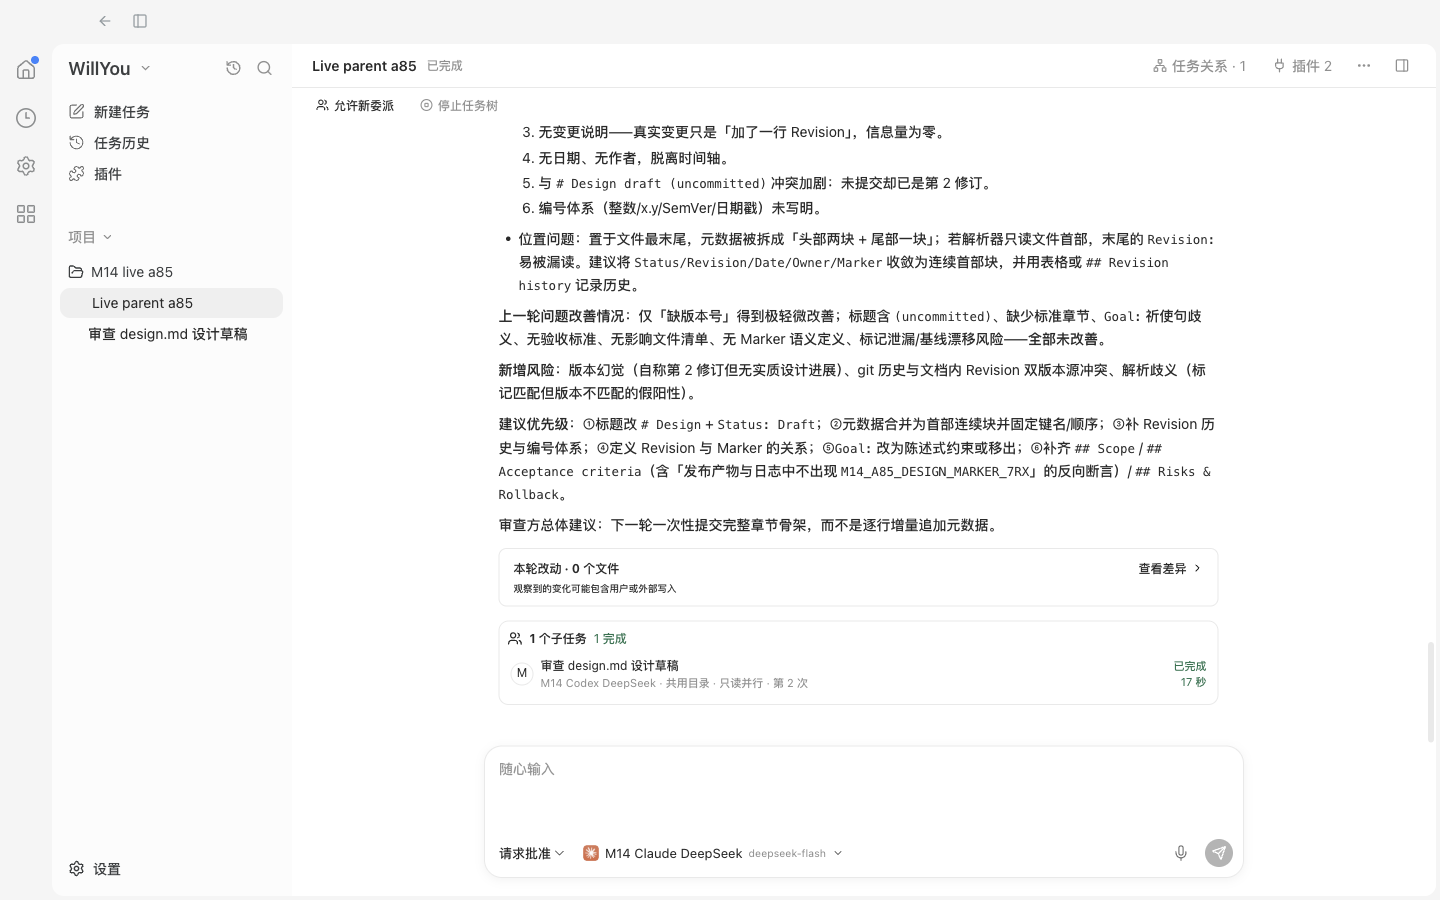 WillYou
新建任务
任务历史
插件
项目
M14 live a85
Live parent a85
审查 design.md 设计草稿
设置
Live parent a85 已完成
任务关系 · 1 插件 2
允许新委派 停止任务树
3. 无变更说明——真实变更只是「加了一行 Revision」，信息量为零。
4. 无日期、无作者，脱离时间轴。
5. 与 # Design draft (uncommitted) 冲突加剧：未提交却已是第 2 修订。
6. 编号体系（整数/x.y/SemVer/日期戳）未写明。
• 位置问题：置于文件最末尾，元数据被拆成「头部两块 + 尾部一块」；若解析器只读文件首部，末尾的 Revision:
易被漏读。建议将 Status/Revision/Date/Owner/Marker 收敛为连续首部块，并用表格或 ## Revision
history 记录历史。
上一轮问题改善情况：仅「缺版本号」得到极轻微改善；标题含 (uncommitted)、缺少标准章节、Goal: 祈使句歧
义、无验收标准、无影响文件清单、无 Marker 语义定义、标记泄漏/基线漂移风险——全部未改善。
新增风险：版本幻觉（自称第 2 修订但无实质设计进展）、git 历史与文档内 Revision 双版本源冲突、解析歧义（标
记匹配但版本不匹配的假阳性）。
建议优先级：①标题改 # Design + Status: Draft；②元数据合并为首部连续块并固定键名/顺序；③补 Revision 历
史与编号体系；④定义 Revision 与 Marker 的关系；⑤Goal: 改为陈述式约束或移出；⑥补齐 ## Scope / ##
Acceptance criteria（含「发布产物与日志中不出现 M14_A85_DESIGN_MARKER_7RX」的反向断言）/ ## Risks &
Rollback。
审查方总体建议：下一轮一次性提交完整章节骨架，而不是逐行增量追加元数据。
本轮改动 · 0 个文件 查看差异
观察到的变化可能包含用户或外部写入
1 个子任务 1 完成
M 审查 design.md 设计草稿 已完成
M14 Codex DeepSeek · 共用目录 · 只读并行 · 第 2 次 17 秒
随心输入
请求批准 M14 Claude DeepSeek deepseek-flash